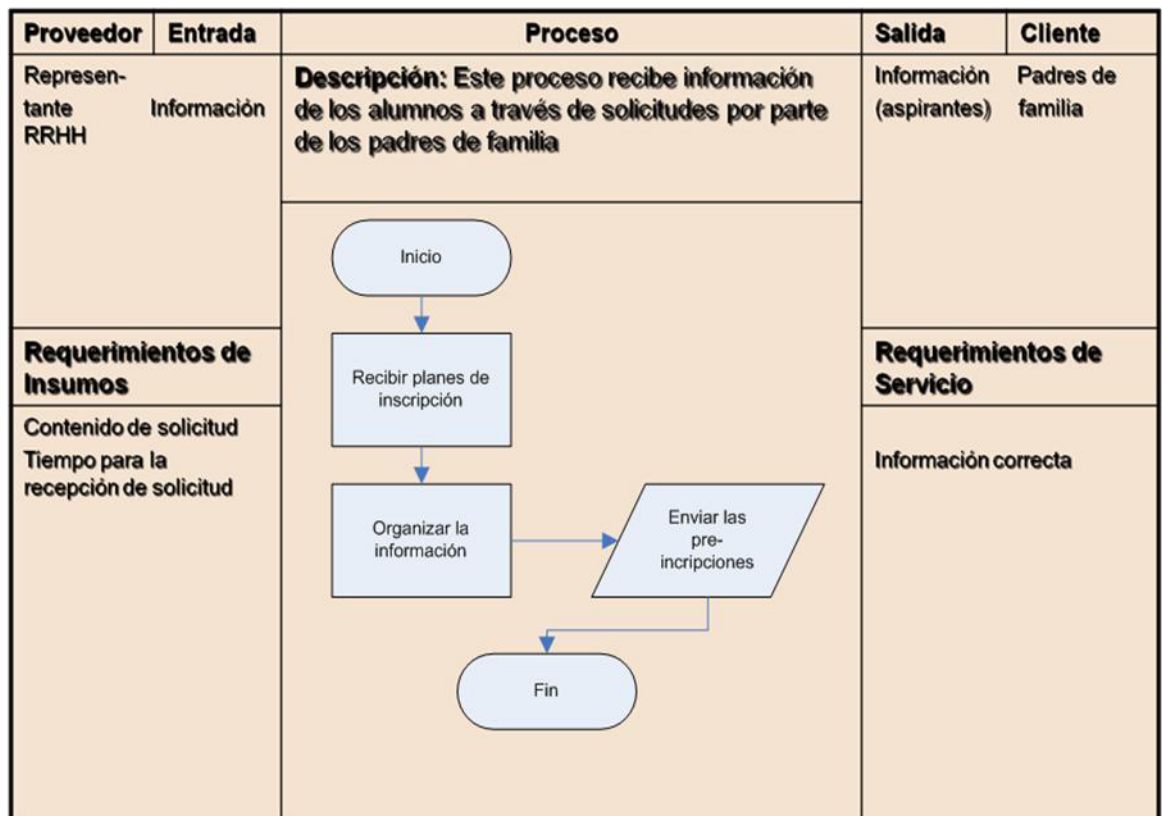 Proveedor
Entrada
Proceso
Salida
Cliente
Represen-
tante
RRHH
Información
Descripción: Este proceso recibe información
de los alumnos a través de solicitudes por parte
de los padres de familia
Información
(aspirantes)
Padres de
familia
Inicio
Recibir planes de
inscripción
Organizar la
información
Enviar las
pre-
incripciones
Fin
Requerimientos de
Insumos
Contenido de solicitud
Tiempo para la
recepción de solicitud
Requerimientos de
Servicio
Información correcta